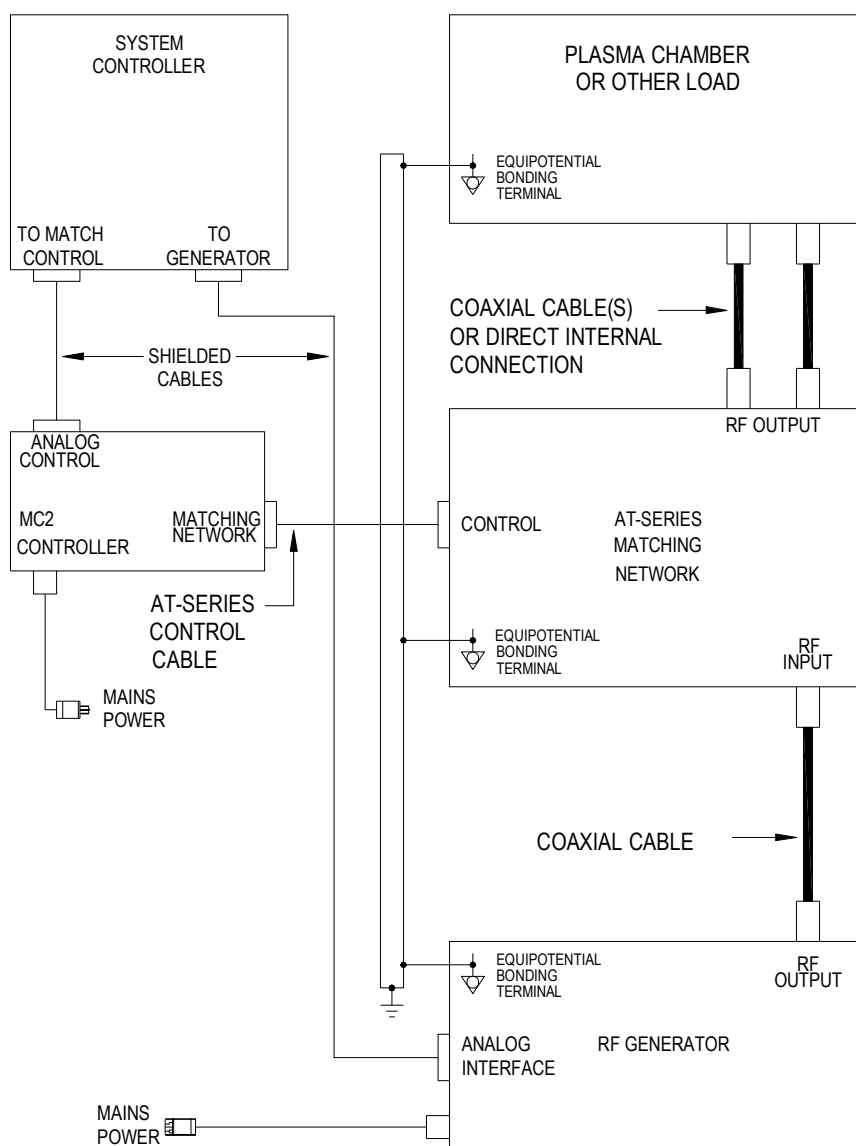 SYSTEM
CONTROLLER
TO MATCH
CONTROL
TO
GENERATOR
SHIELDED
CABLES
ANALOG
CONTROL
MC2
CONTROLLER
MATCHING
NETWORK
AT-SERIES
CONTROL
CABLE
MAINS
POWER
PLASMA CHAMBER
OR OTHER LOAD
EQUIPOTENTIAL
BONDING
TERMINAL
COAXIAL CABLE(S)
OR DIRECT INTERNAL
CONNECTION
RF OUTPUT
CONTROL
AT-SERIES
MATCHING
NETWORK
EQUIPOTENTIAL
BONDING
TERMINAL
RF
INPUT
COAXIAL CABLE
EQUIPOTENTIAL
BONDING
TERMINAL
RF
OUTPUT
ANALOG
INTERFACE
RF GENERATOR
MAINS
POWER